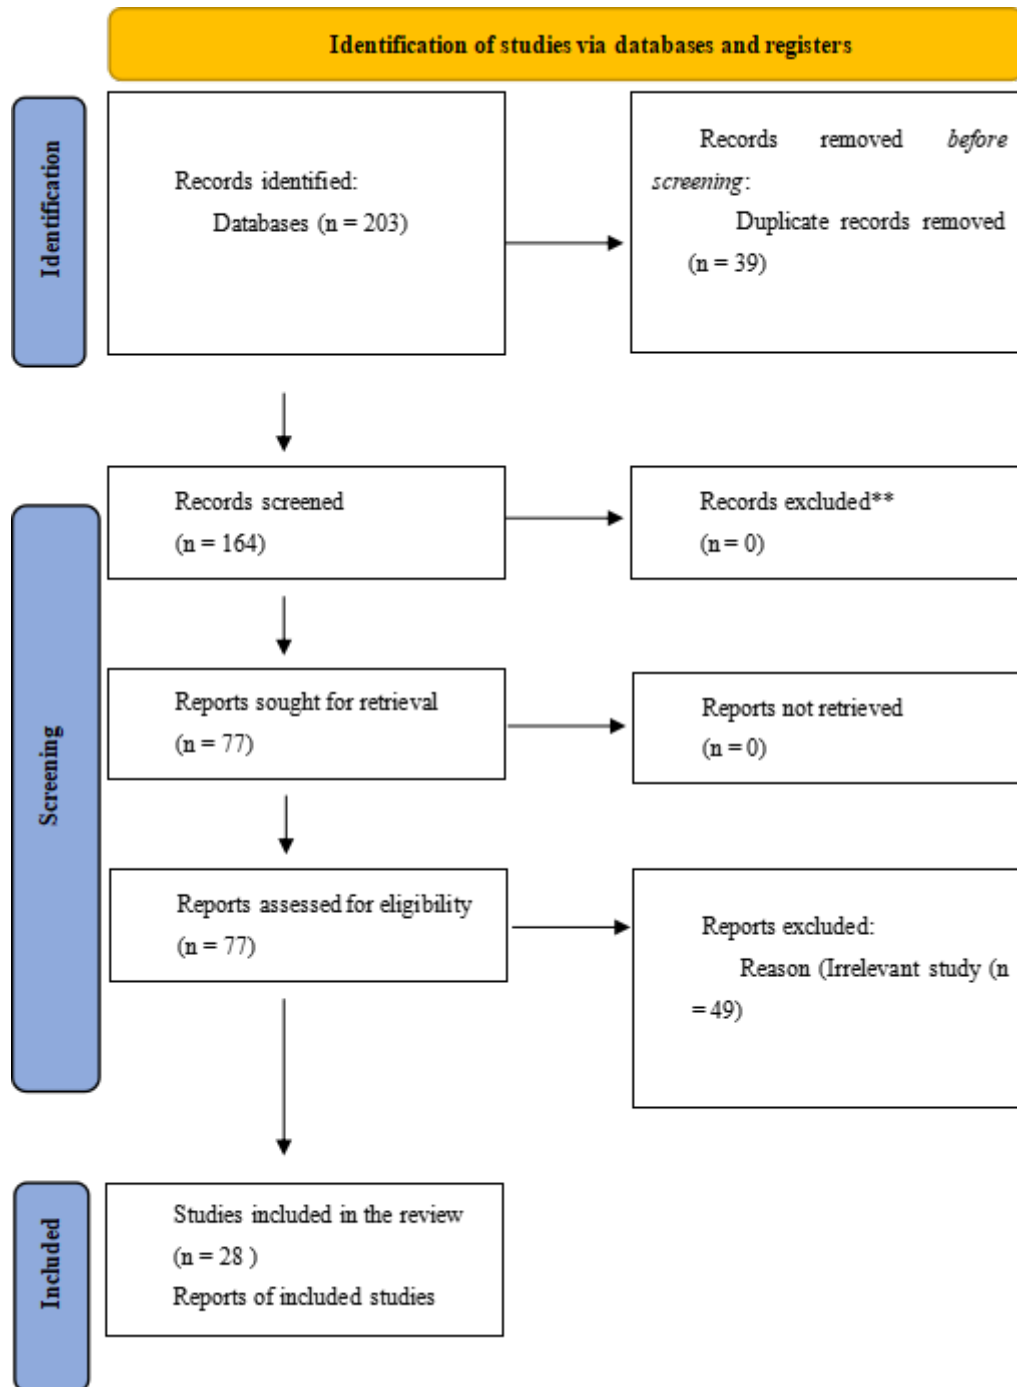 Identification of studies via databases and registers
Identification
Records identified:
Databases (n = 203)
Records removed before
screening:
Duplicate records removed
(n = 39)
Screening
Records screened
(n = 164)
Records excluded**
(n = 0)
Reports sought for retrieval
(n = 77)
Reports not retrieved
(n = 0)
Reports assessed for eligibility
(n = 77)
Reports excluded:
Reason (Irrelevant study (n
= 49)
Included
Studies included in the review
(n = 28 )
Reports of included studies